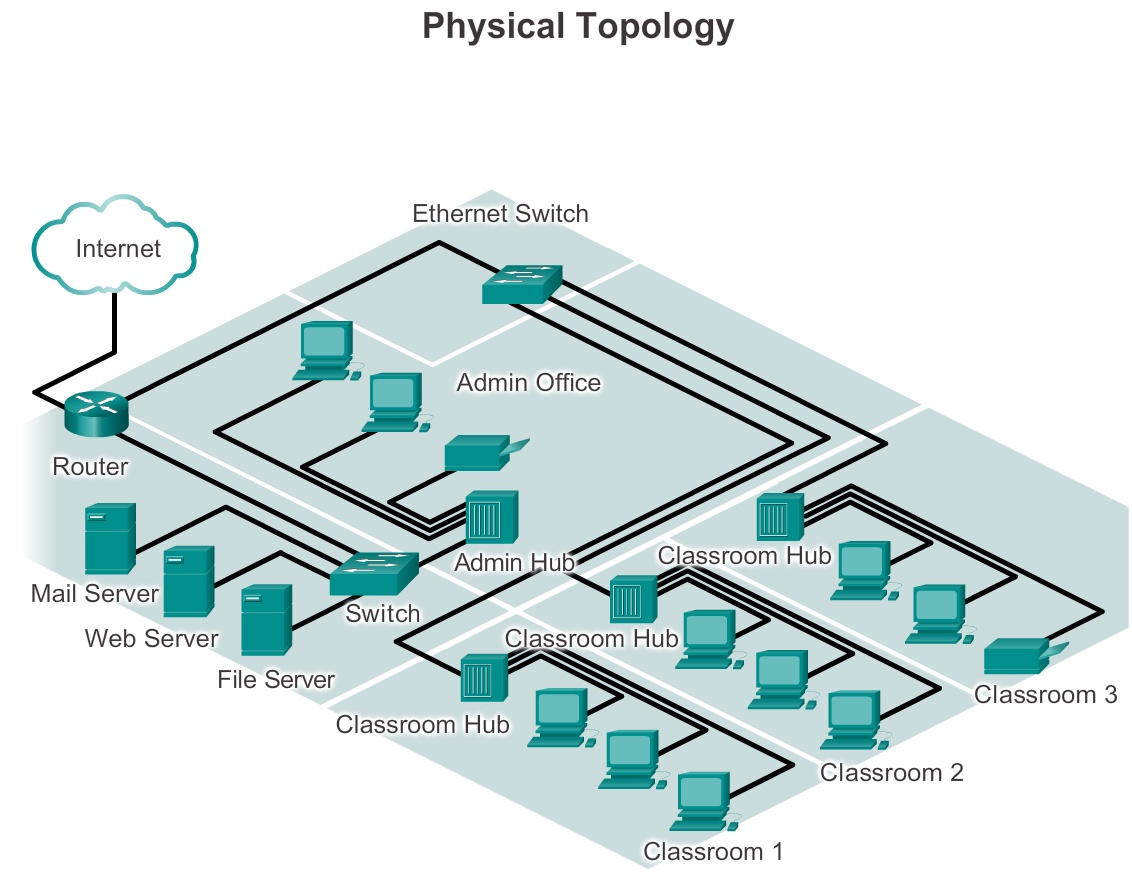 Physical Topology
Ethernet Switch
Internet
Admin Office
Router
Classroom Hub
Admin Hub
Mail Server
Switch
Web Server
Classroom Hub
File Server
Classroom 3
Classroom Hub
Classroom 2
Classroom 1